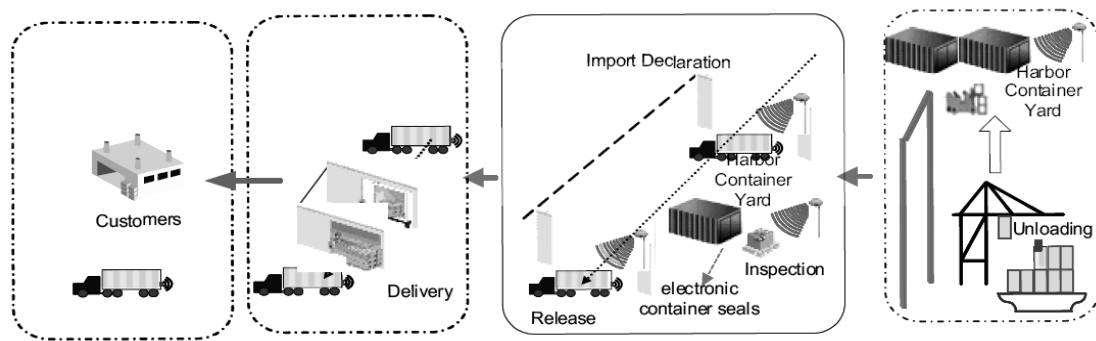 Customers
Delivery
Import Declaration
Harbor
Container
Yard
Inspection
electronic
container seals
Release
Harbor
Container
Yard
Unloading